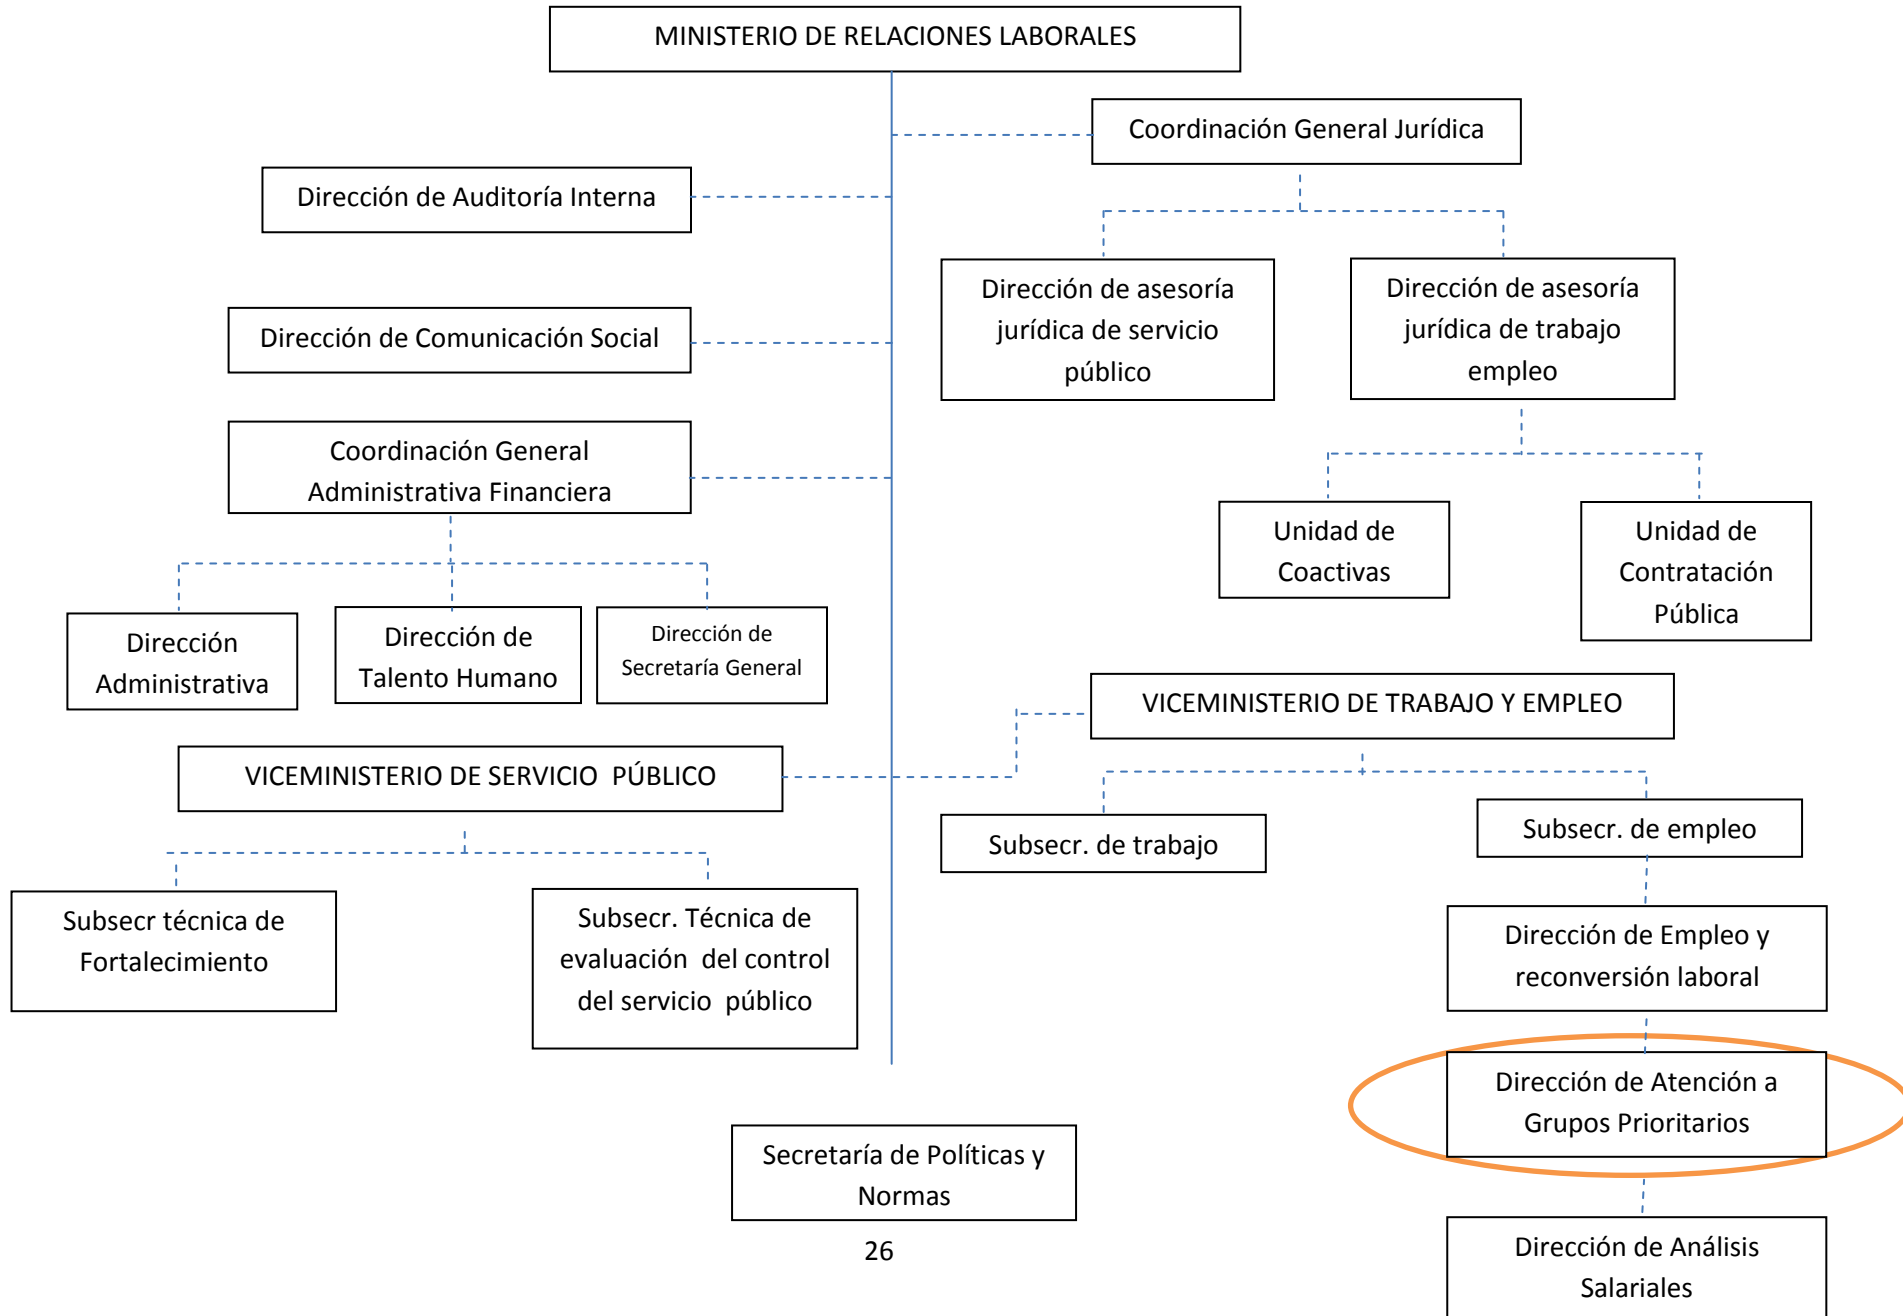 MINISTERIO DE RELACIONES LABORALES
Coordinación General Jurídica
Dirección de Auditoría Interna
Dirección de asesoría
jurídica de servicio
público
Dirección de asesoría
jurídica de trabajo
empleo
Dirección de Comunicación Social
Coordinación General
Administrativa Financiera
Unidad de
Coactivas
Unidad de
Contratación
Pública
Dirección
Administrativa
Dirección de
Talento Humano
Dirección de
Secretaría General
VICEMINISTERIO DE TRABAJO Y EMPLEO
VICEMINISTERIO DE SERVICIO  PÚBLICO
Subsecr. de trabajo
Subsecr. de empleo
Subsecr técnica de
Fortalecimiento
Subsecr. Técnica de
evaluación  del control
del servicio  público
Dirección de Empleo y
reconversión laboral
Dirección de Atención a
Grupos Prioritarios
Secretaría de Políticas y
Normas
Dirección de Análisis
Salariales
26